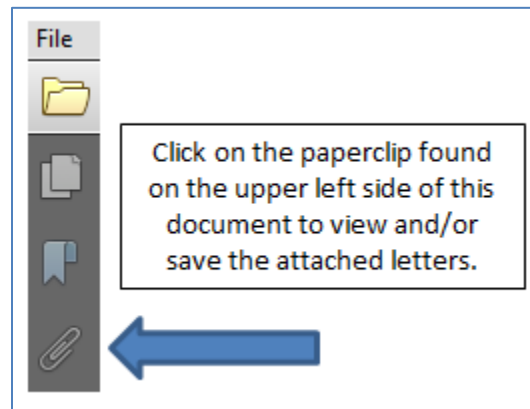 File
Click on the paperclip found
on the upper left side of this
document to view and/or
save the attached letters.